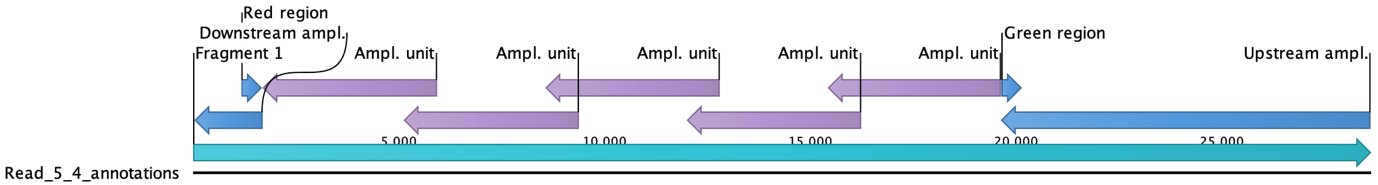 Red region
Downstream ampl. Green region
Fragment 1 Ampl. unit Ampl. unit Ampl. unit Ampl. unit Ampl. unit Upstream ampl.
5,000 10,000 15,000 20,000 25,000
Read_5_4_annotations